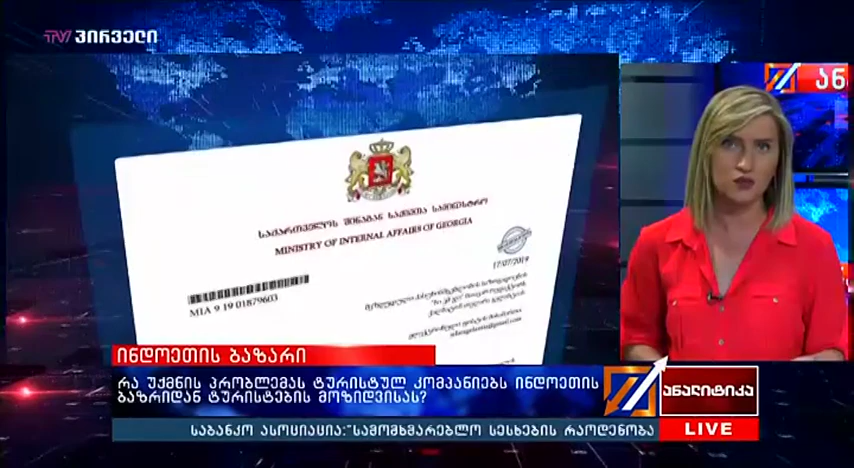 TV პირველი
ან
საქართველოს შინაგან საქმეთა სამინისტრო
MINISTRY OF INTERNAL AFFAIRS OF GEORGIA
17/07/2019
MIA 9 19 01879603
ინდოეთის ბაზარი
რა უქმნის პრობლემას ტურისტულ კომპანიებს ინდოეთის
ბაზრიდან ტურისტების მოზიდვისას?
ანალიტიკა
საბანკო ასოციაცია:"სამომხმარებლო სესხების რაოდენობა
LIVE